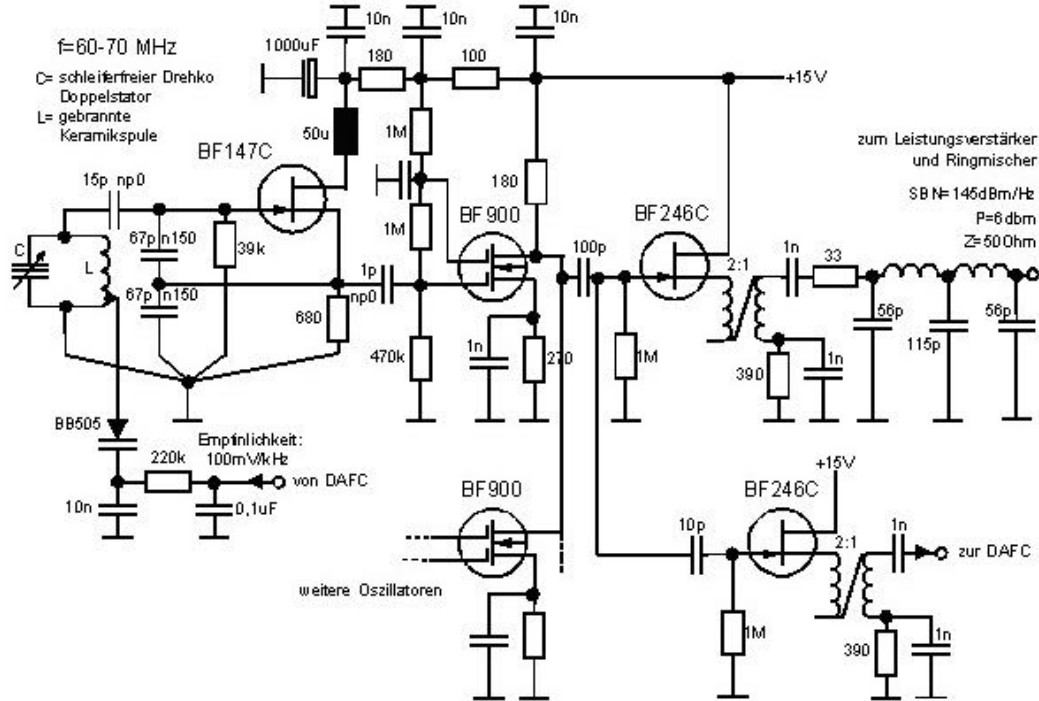 10n
10n
10n
f=60-70 MHz
1000uF
180
100
+15V
C= schleiferfreier Drehko
Doppelstator
L= gebrannte
Keramikspule
50u
1M
zum Leistungsverstärker
und Ringmischer
BF147C
180
15p np0
SBN=145dBm/Hz
1M
BF900
BF246C
P=6dbm
67p n150
39k
100p
Z=50Ohm
C
L
1p
2:1
1n
33
67p n150
np0
680
56p
56p
470k
1n
270
1M
115p
390
1n
BB505
Empfinlichkeit:
100mV/kHz
220k
von DAFC
+15V
BF900
BF246C
10n
0,1uF
10p
2:1
1n
zur DAFC
weitere Oszillatoren
1M
390
1n